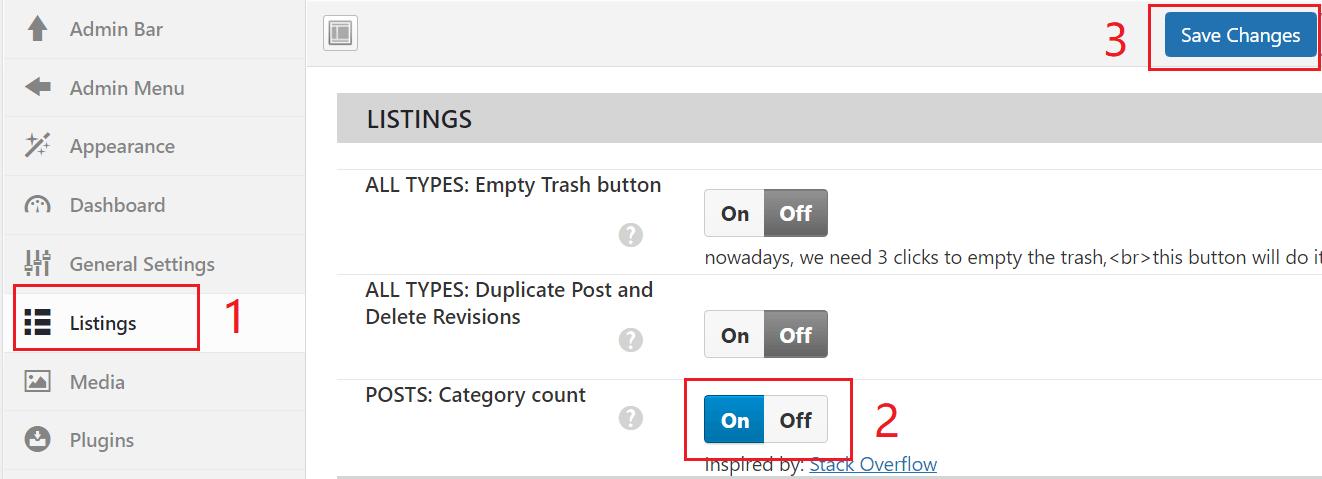 Admin Bar
Admin Menu
Appearance
Dashboard
General Settings
Listings
Media
Plugins
1
3
Save Changes
LISTINGS
ALL TYPES: Empty Trash button
?
On Off
nowadays, we need 3 clicks to empty the trash,<br>this button will do it
ALL TYPES: Duplicate Post and
Delete Revisions
?
On Off
POSTS: Category count
?
On Off
2
Inspired by: Stack Overflow